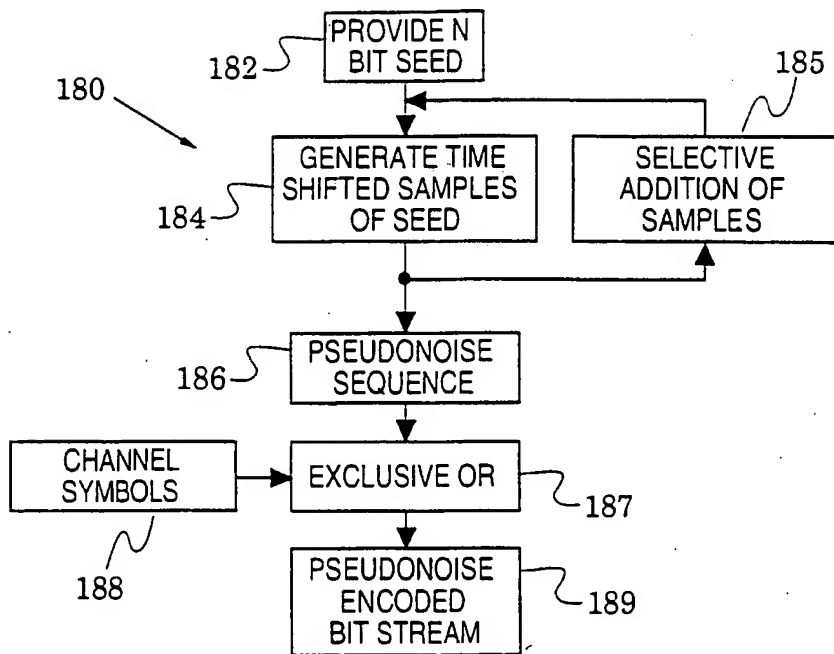 PROVIDE N
BIT SEED
182
180
185
GENERATE TIME
SHIFTED SAMPLES
OF SEED
184
SELECTIVE
ADDITION OF
SAMPLES
PSEUDONOISE
SEQUENCE
186
CHANNEL
SYMBOLS
188
EXCLUSIVE OR
187
PSEUDONOISE
ENCODED
BIT STREAM
189